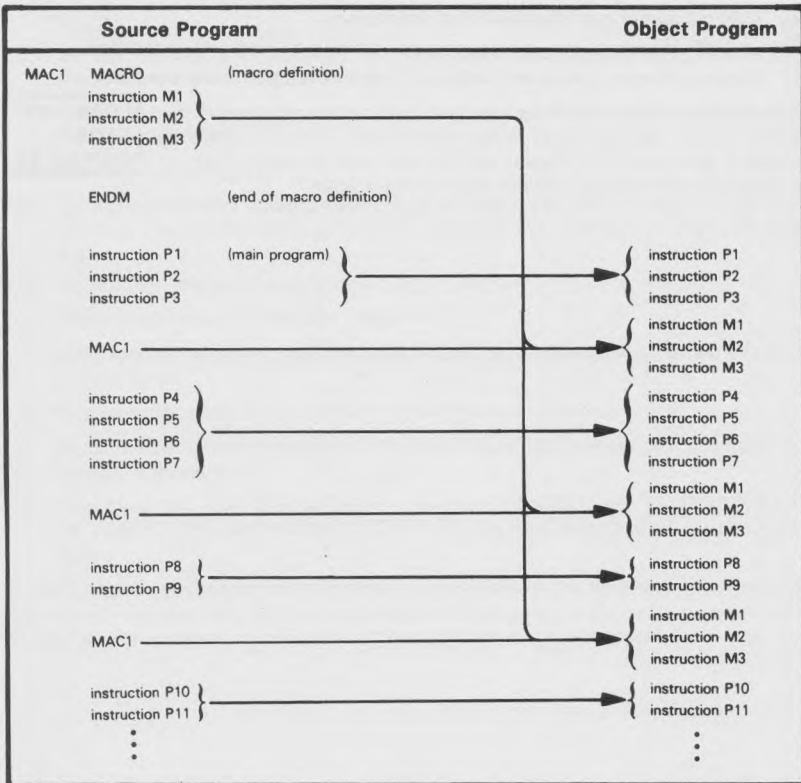 Source Program Object Program
MAC1 MACRO (macro definition)
instruction M1
instruction M2
instruction M3
ENDM (end of macro definition)
instruction P1 (main program) instruction P1
instruction P2 instruction P2
instruction P3 instruction P3
instruction M1
MAC1 instruction M2
instruction M3
instruction P4 instruction P4
instruction P5 instruction P5
instruction P6 instruction P6
instruction P7 instruction P7
instruction M1
MAC1 instruction M2
instruction M3
instruction P8 instruction P8
instruction P9 instruction P9
instruction M1
MAC1 instruction M2
instruction M3
instruction P10 instruction P10
instruction P11 instruction P11